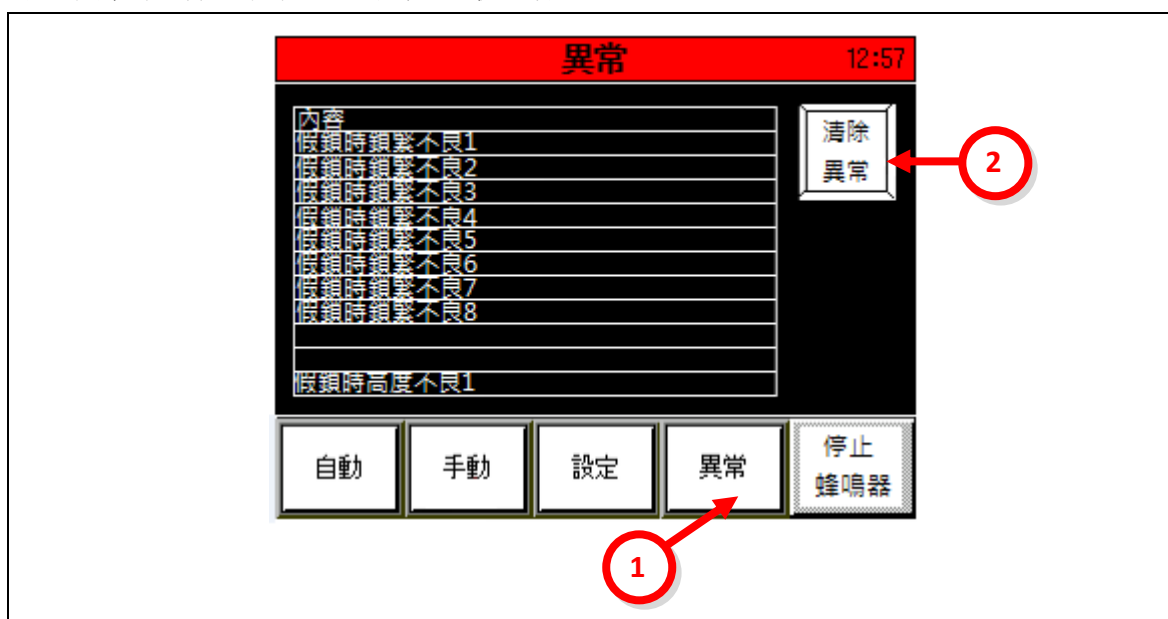 異常 12:57
內容
假鎖時鎖緊不良1
假鎖時鎖緊不良2
假鎖時鎖緊不良3
假鎖時鎖緊不良4
假鎖時鎖緊不良5
假鎖時鎖緊不良6
假鎖時鎖緊不良7
假鎖時鎖緊不良8
假鎖時高度不良1
清除
異常
2
自動
手動
設定
異常
停止
蜂鳴器
1